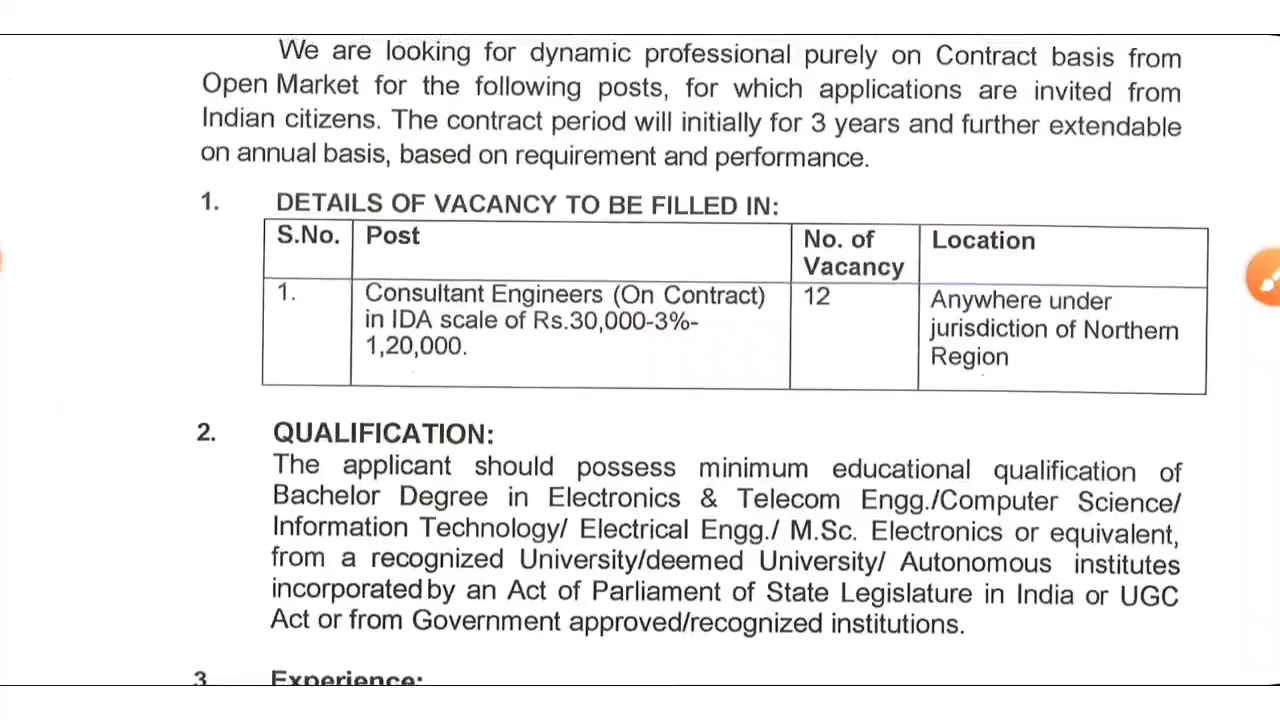 We are looking for dynamic professional purely on Contract basis from
Open Market for the following posts, for which applications are invited from
Indian citizens. The contract period will initially for 3 years and further extendable
on annual basis, based on requirement and performance.
1. DETAILS OF VACANCY TO BE FILLED IN:
S.No. Post No. of Vacancy Location
1. Consultant Engineers (On Contract) 12 Anywhere under
in IDA scale of Rs.30,000-3%- jurisdiction of Northern
1,20,000. Region
2. QUALIFICATION:
The applicant should possess minimum educational qualification of
Bachelor Degree in Electronics & Telecom Engg./Computer Science/
Information Technology/ Electrical Engg./ M.Sc. Electronics or equivalent,
from a recognized University/deemed University/ Autonomous institutes
incorporated by an Act of Parliament of State Legislature in India or UGC
Act or from Government approved/recognized institutions.
3 Experience: